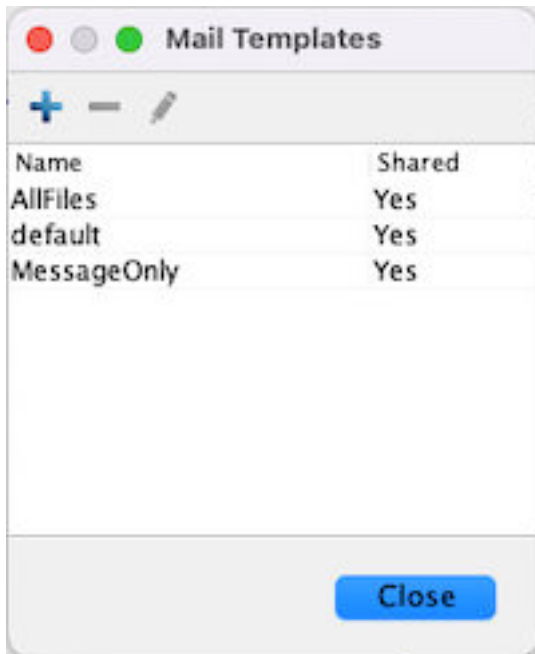 Mail Templates
Name Shared
AllFiles Yes
default Yes
MessageOnly Yes
Close